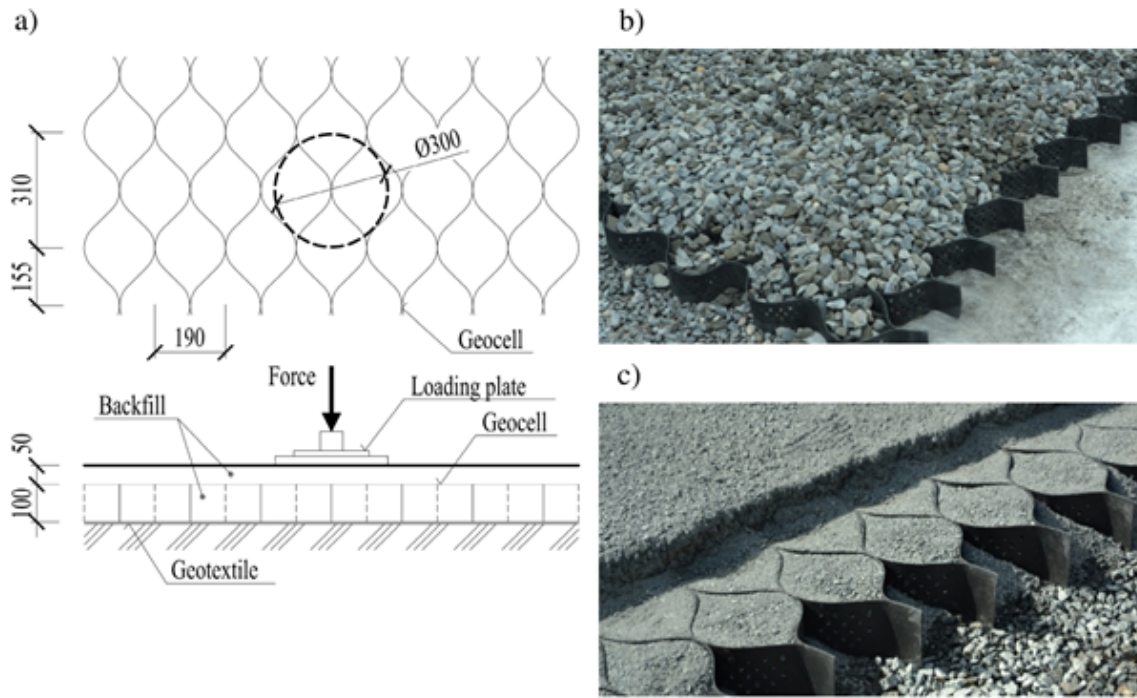 a)
310
155
190
Ø300
Geocell
Force
Loading plate
Backfill
Geocell
50
100
Geotextile
b)
c)